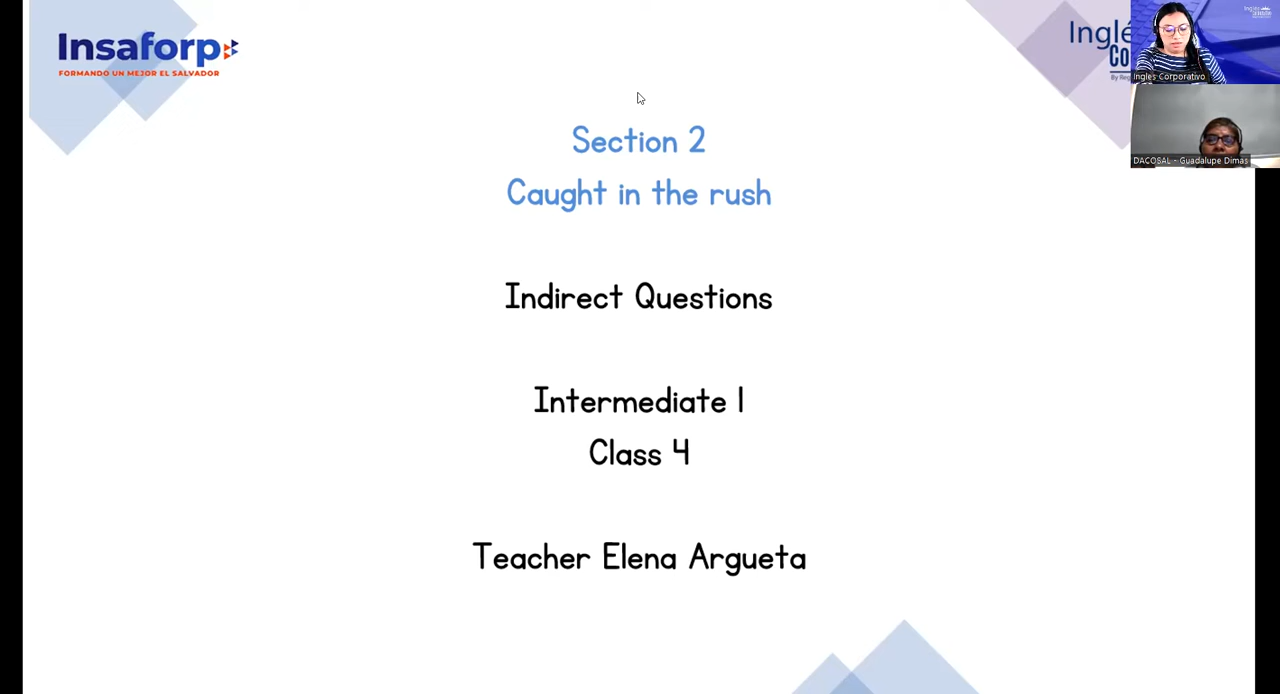 Insaforp
FORMANDO UN MEJOR EL SALVADOR
Section 2
Caught in the rush
Indirect Questions
Intermediate 1
Class 4
Teacher Elena Argueta
Ingles Corporativo
DACOSAL - Guadalupe Dimas